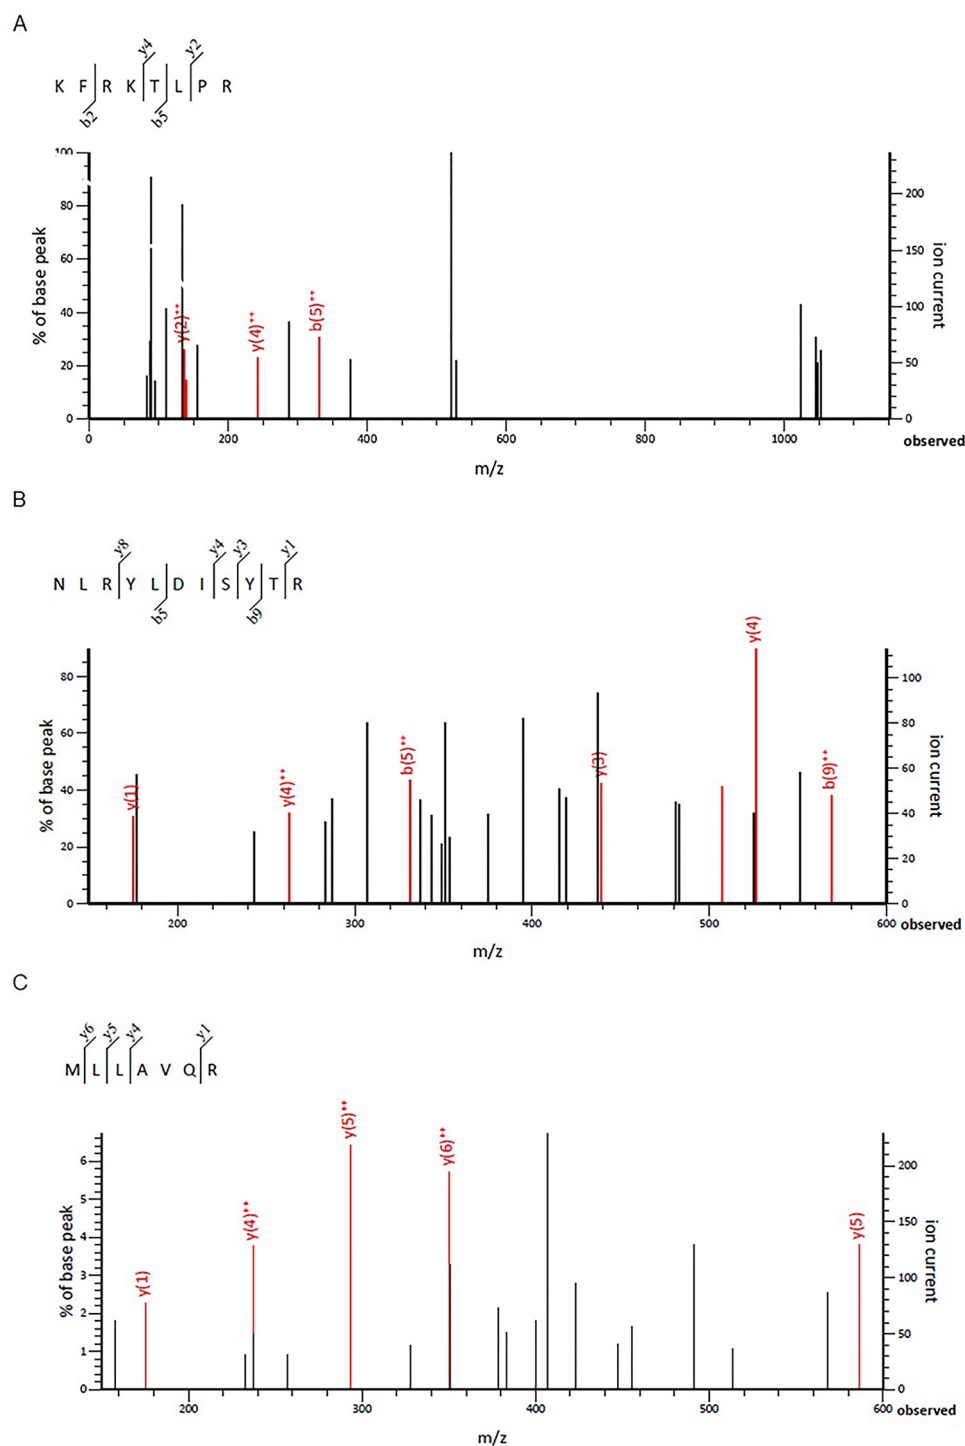 A
y4 y2
K F R K T L P R
b2 b5
100
80
60
40
20
0
% of base peak
y(2)++
y(4)++
b(5)++
200
150
100
50
0
ion current
0 200 400 600 800 1000 observed
m/z
B
y8 y4 y3 y1
N L R Y L D I S Y T R
b5 b9
80
60
40
20
0
% of base peak
y(1)
y(4)++
b(5)++
y(3)
y(4)
b(9)++
100
80
60
40
20
0
ion current
200 300 400 500 600 observed
m/z
C
y6 y5 y4 y1
M L L A V Q R
6
5
4
3
2
1
0
% of base peak
y(1)
y(4)++
y(5)++
y(6)++
y(5)
200
150
100
50
0
ion current
200 300 400 500 600 observed
m/z